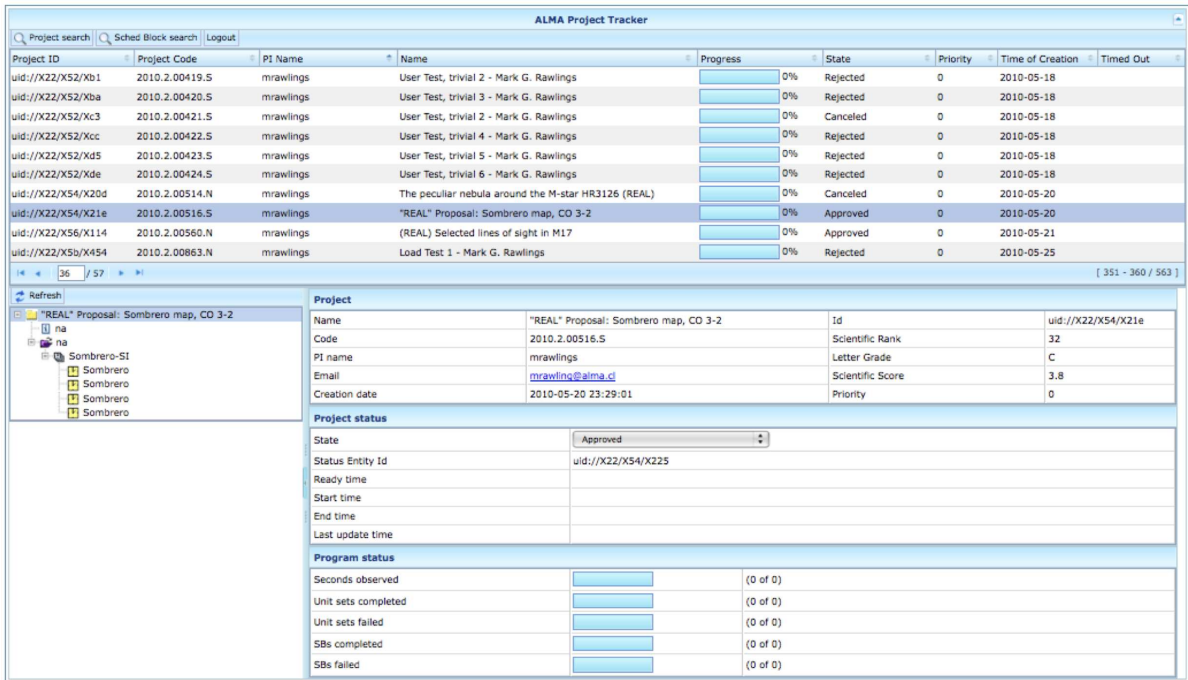 ALMA Project Tracker
Project search Sched Block search Logout
Project ID Project Code PI Name Name Progress State Priority Time of Creation Timed Out
uid://X22/X52/Xb1 2010.2.00419.S mrawlings User Test, trivial 2 - Mark G. Rawlings 0% Rejected 0 2010-05-18
uid://X22/X52/Xba 2010.2.00420.S mrawlings User Test, trivial 3 - Mark G. Rawlings 0% Rejected 0 2010-05-18
uid://X22/X52/Xc3 2010.2.00421.S mrawlings User Test, trivial 2 - Mark G. Rawlings 0% Canceled 0 2010-05-18
uid://X22/X52/Xcc 2010.2.00422.S mrawlings User Test, trivial 4 - Mark G. Rawlings 0% Rejected 0 2010-05-18
uid://X22/X52/Xd5 2010.2.00423.S mrawlings User Test, trivial 5 - Mark G. Rawlings 0% Rejected 0 2010-05-18
uid://X22/X52/Xde 2010.2.00424.S mrawlings User Test, trivial 6 - Mark G. Rawlings 0% Rejected 0 2010-05-18
uid://X22/X54/X20d 2010.2.00514.N mrawlings The peculiar nebula around the M-star HR3126 (REAL) 0% Canceled 0 2010-05-20
uid://X22/X54/X21e 2010.2.00516.S mrawlings "REAL" Proposal: Sombrero map, CO 3-2 0% Approved 0 2010-05-20
uid://X22/X56/X114 2010.2.00560.N mrawlings (REAL) Selected lines of sight in M17 0% Approved 0 2010-05-21
uid://X22/X5b/X454 2010.2.00863.N mrawlings Load Test 1 - Mark G. Rawlings 0% Rejected 0 2010-05-25
36 / 57 [ 351 - 360 / 563 ]
Refresh
"REAL" Proposal: Sombrero map, CO 3-2
na
na
Sombrero-SI
Sombrero
Sombrero
Sombrero
Sombrero
Project
Name "REAL" Proposal: Sombrero map, CO 3-2 Id uid://X22/X54/X21e
Code 2010.2.00516.S Scientific Rank 32
PI name mrawlings Letter Grade C
Email mrawling@alma.cl Scientific Score 3.8
Creation date 2010-05-20 23:29:01 Priority 0
Project status
State Approved
Status Entity Id uid://X22/X54/X225
Ready time
Start time
End time
Last update time
Program status
Seconds observed (0 of 0)
Unit sets completed (0 of 0)
Unit sets failed (0 of 0)
SBs completed (0 of 0)
SBs failed (0 of 0)